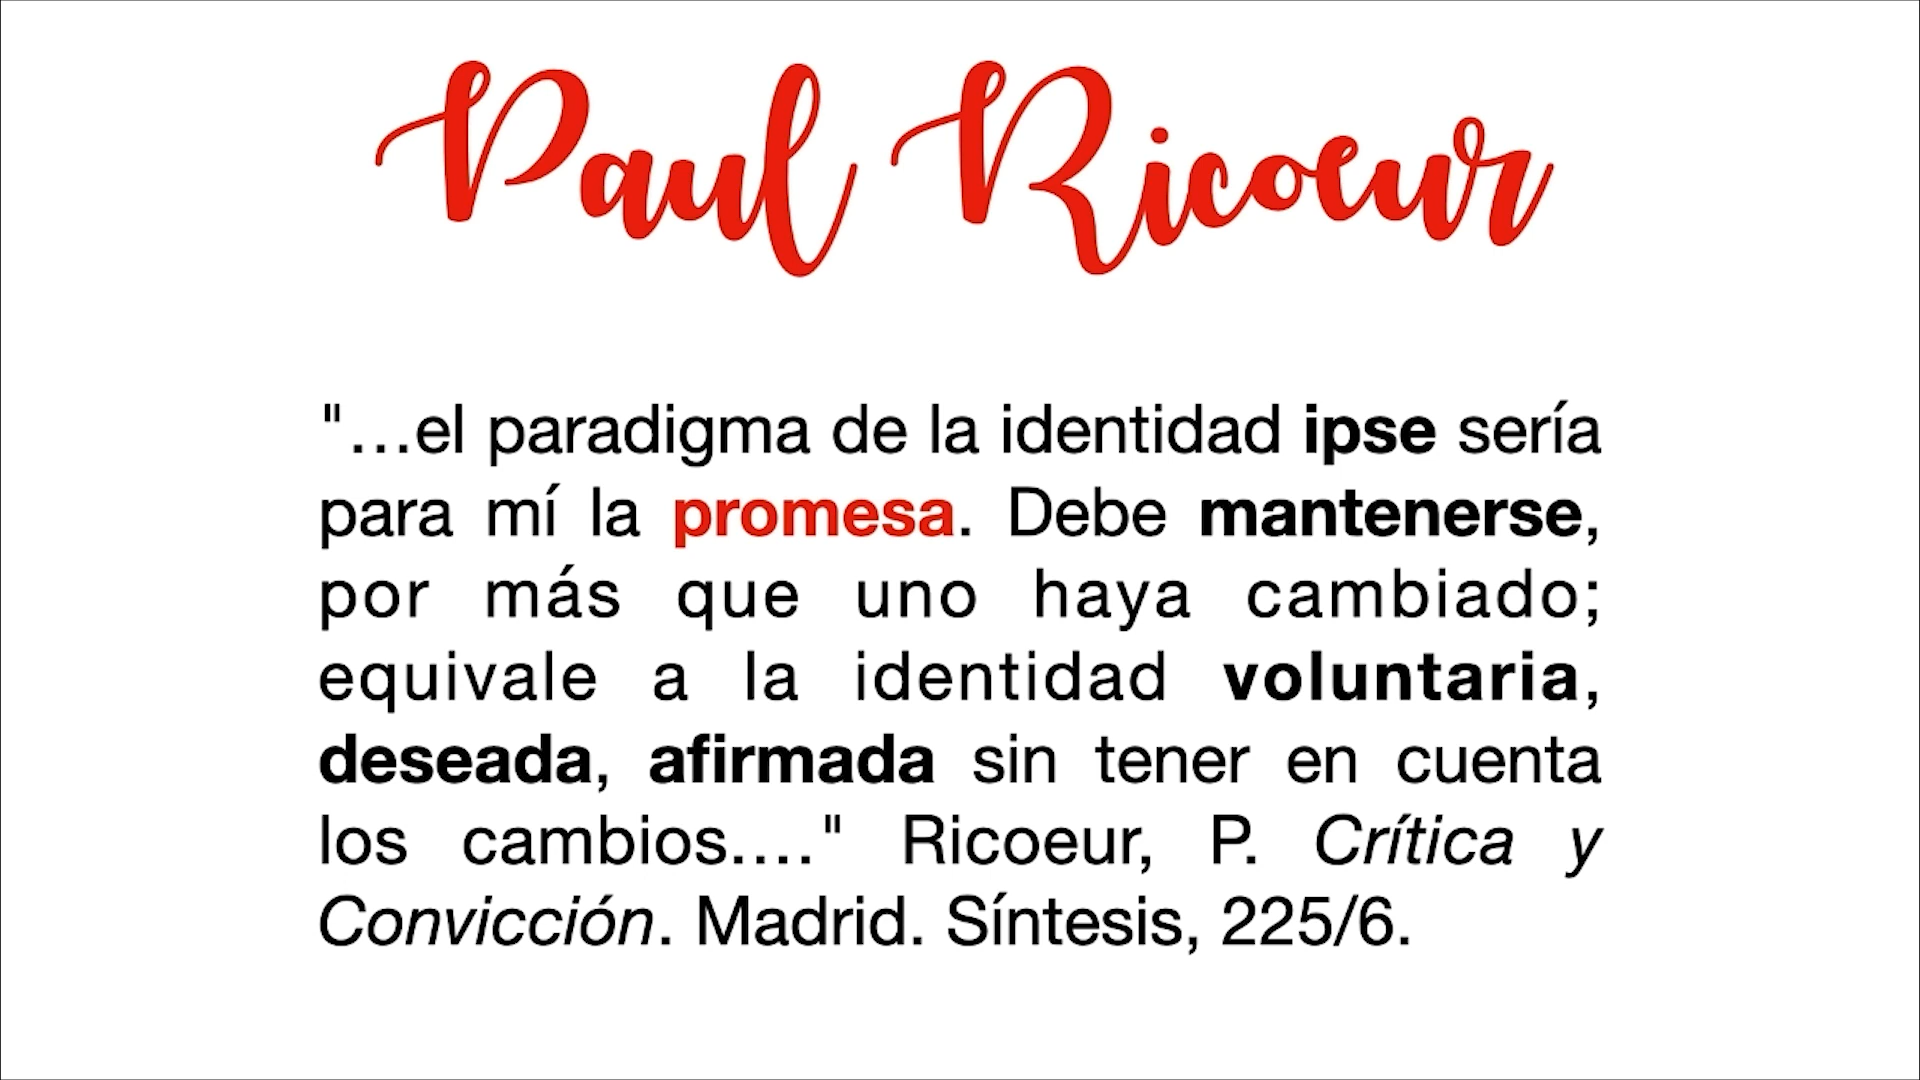 Paul Ricoeur
"…el paradigma de la identidad ipse sería
para mí la promesa. Debe mantenerse,
por más que uno haya cambiado;
equivale a la identidad voluntaria,
deseada, afirmada sin tener en cuenta
los cambios…." Ricoeur, P. Crítica y
Convicción. Madrid. Síntesis, 225/6.